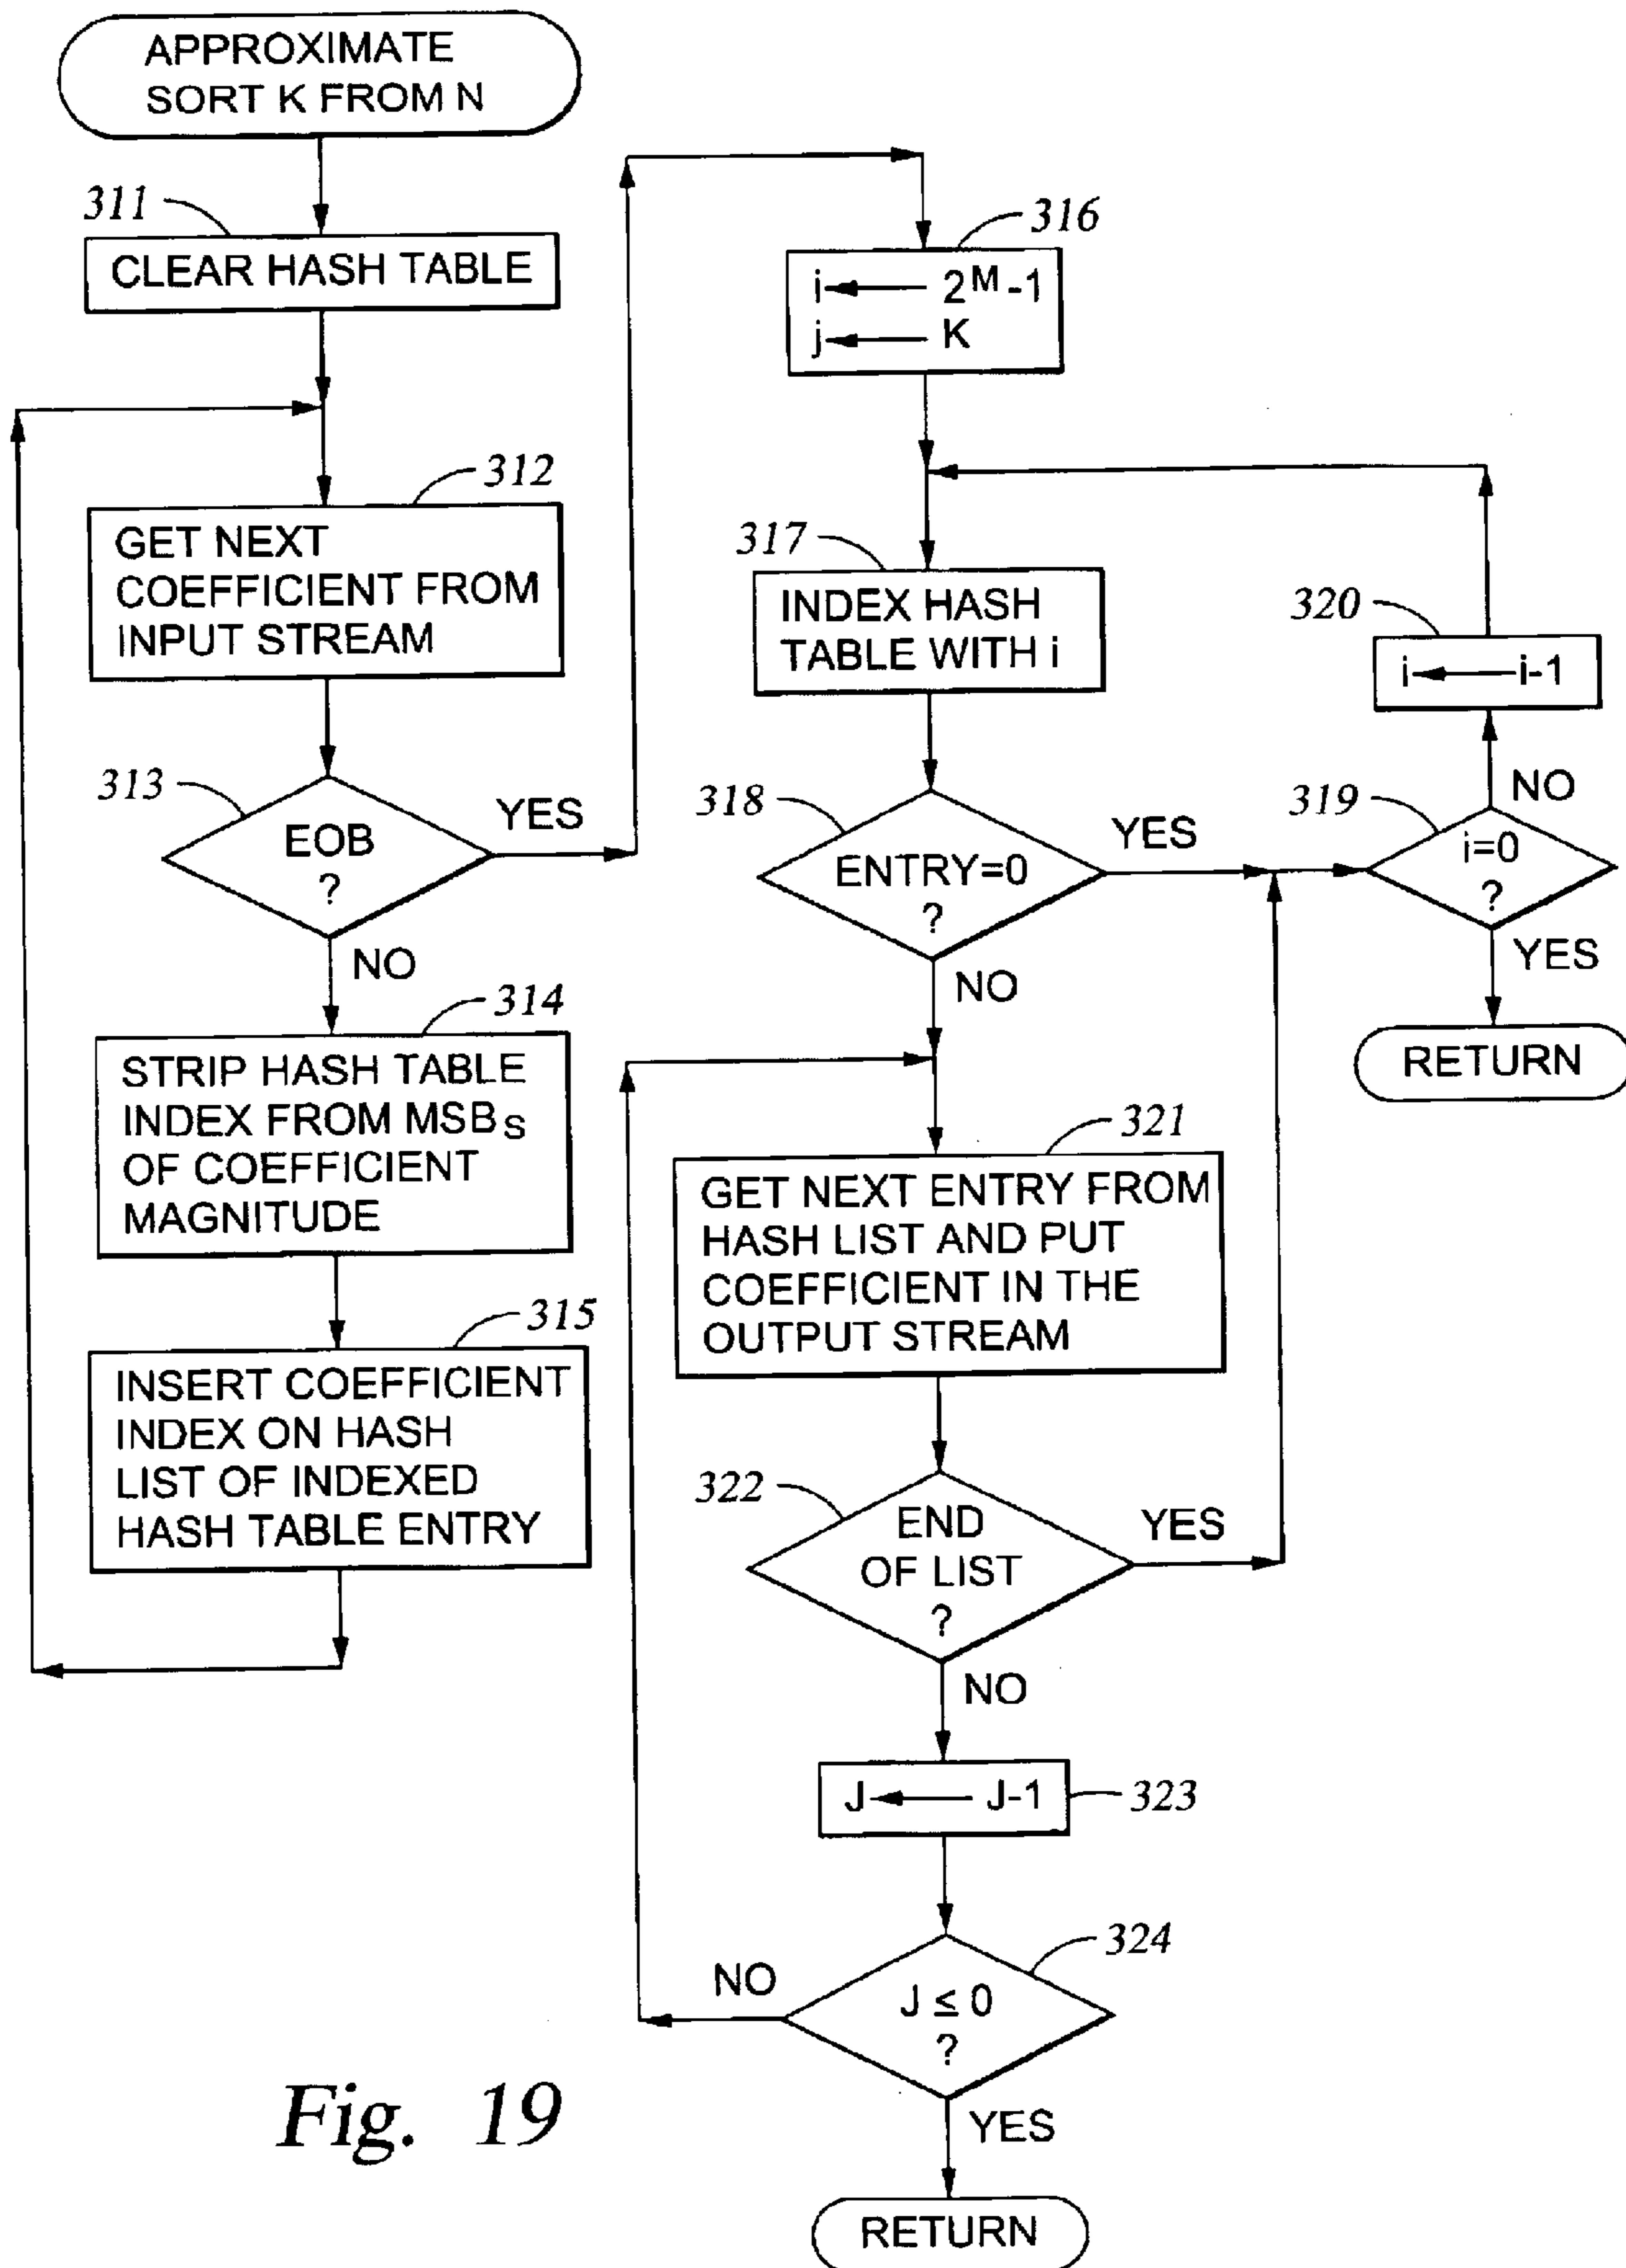 APPROXIMATE
SORT K FROM N
311
CLEAR HASH TABLE
312
GET NEXT
COEFFICIENT FROM
INPUT STREAM
313
EOB
?
YES
NO
314
STRIP HASH TABLE
INDEX FROM MSBS
OF COEFFICIENT
MAGNITUDE
315
INSERT COEFFICIENT
INDEX ON HASH
LIST OF INDEXED
HASH TABLE ENTRY
316
i ← 2^M-1
j ← K
317
INDEX HASH
TABLE WITH i
318
ENTRY=0
?
YES
NO
319
i=0
?
NO
YES
320
i ← i-1
RETURN
321
GET NEXT ENTRY FROM
HASH LIST AND PUT
COEFFICIENT IN THE
OUTPUT STREAM
322
END
OF LIST
?
YES
NO
J ← J-1
323
324
J ≤ 0
?
NO
YES
RETURN
Fig. 19